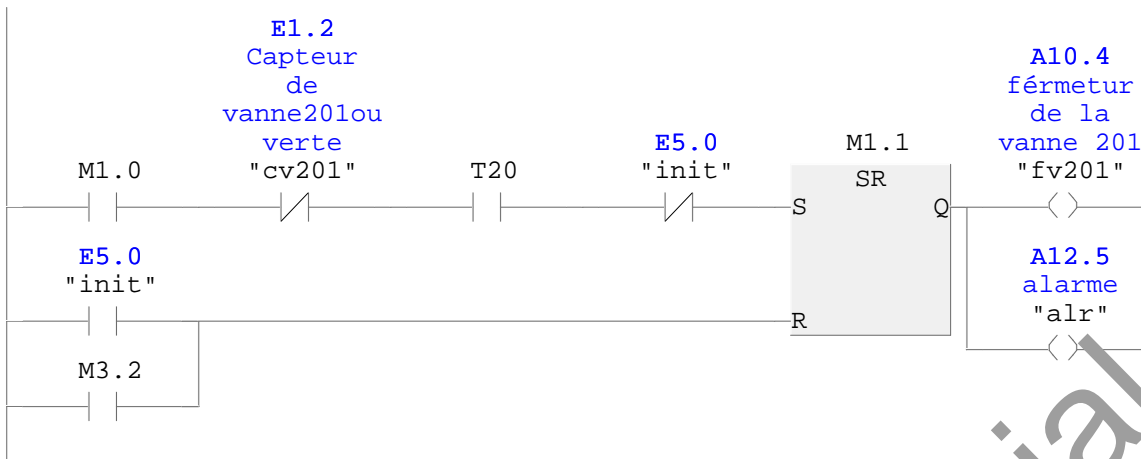 E1.2
Capteur
de
vanne201ou
verte
"cv201"
A10.4
férmetur
de la
vanne 201
"fv201"
M1.0
T20
E5.0
"init"
M1.1
SR
S
Q
E5.0
"init"
R
A12.5
alarme
"alr"
M3.2